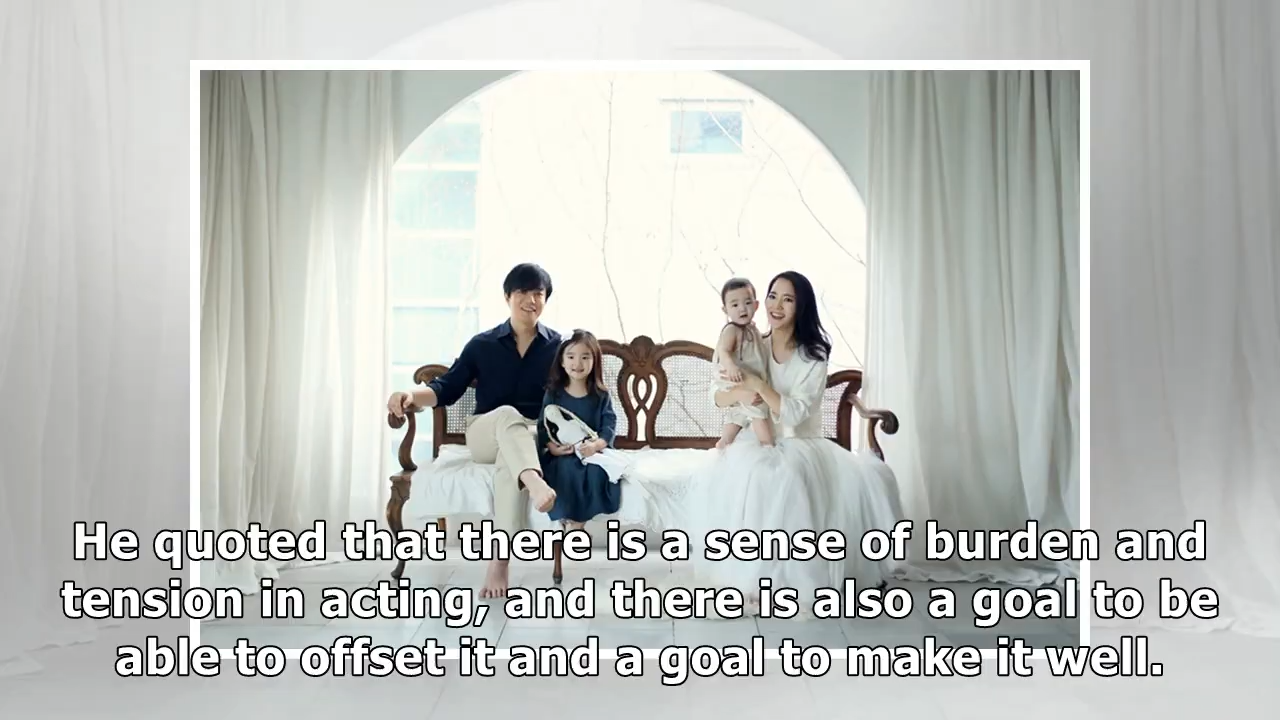 He quoted that there is a sense of burden and
tension in acting, and there is also a goal to be
able to offset it and a goal to make it well.